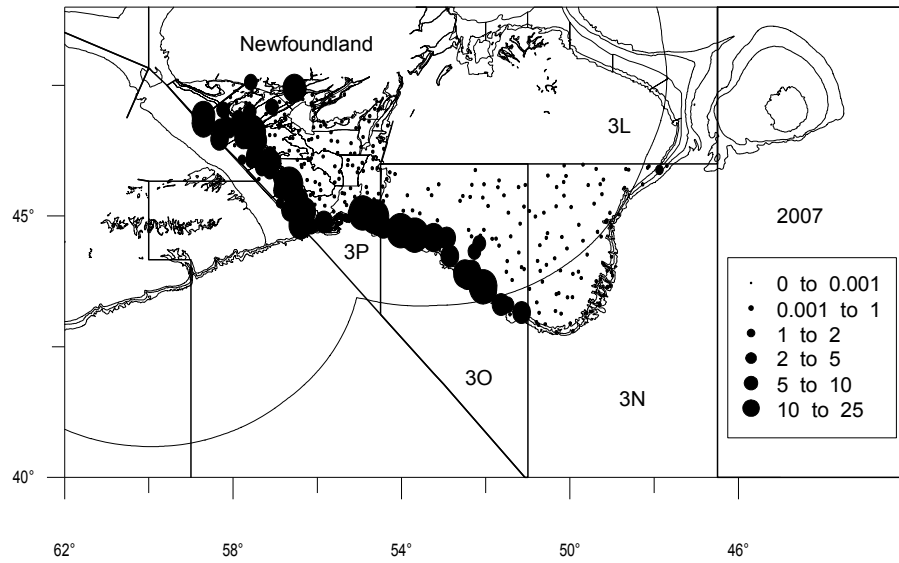 Newfoundland
3L
45°
2007
3P
0 to 0.001
0.001 to 1
1 to 2
2 to 5
5 to 10
10 to 25
3O
3N
40°
62°
58°
54°
50°
46°